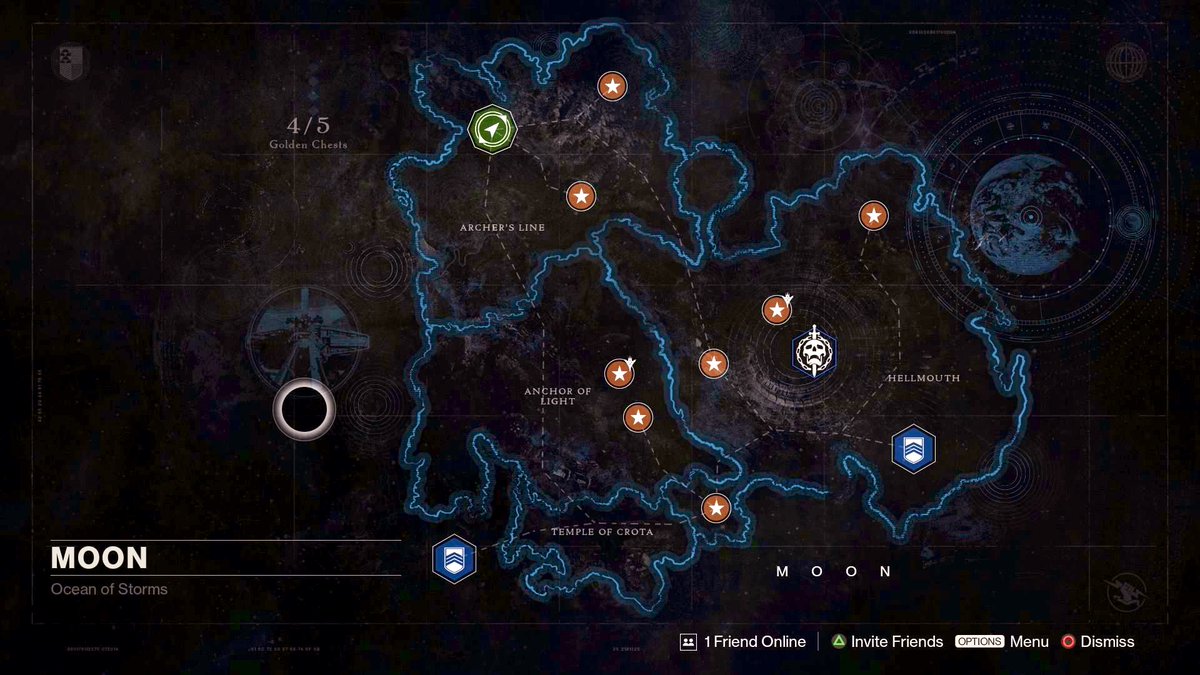 4/5
Golden Chests
ARCHER'S LINE
ANCHOR OF
LIGHT
HELLMOUTH
TEMPLE OF CROTA
MOON
Ocean of Storms
M O O N
1 Friend Online
Invite Friends
OPTIONS Menu
Dismiss